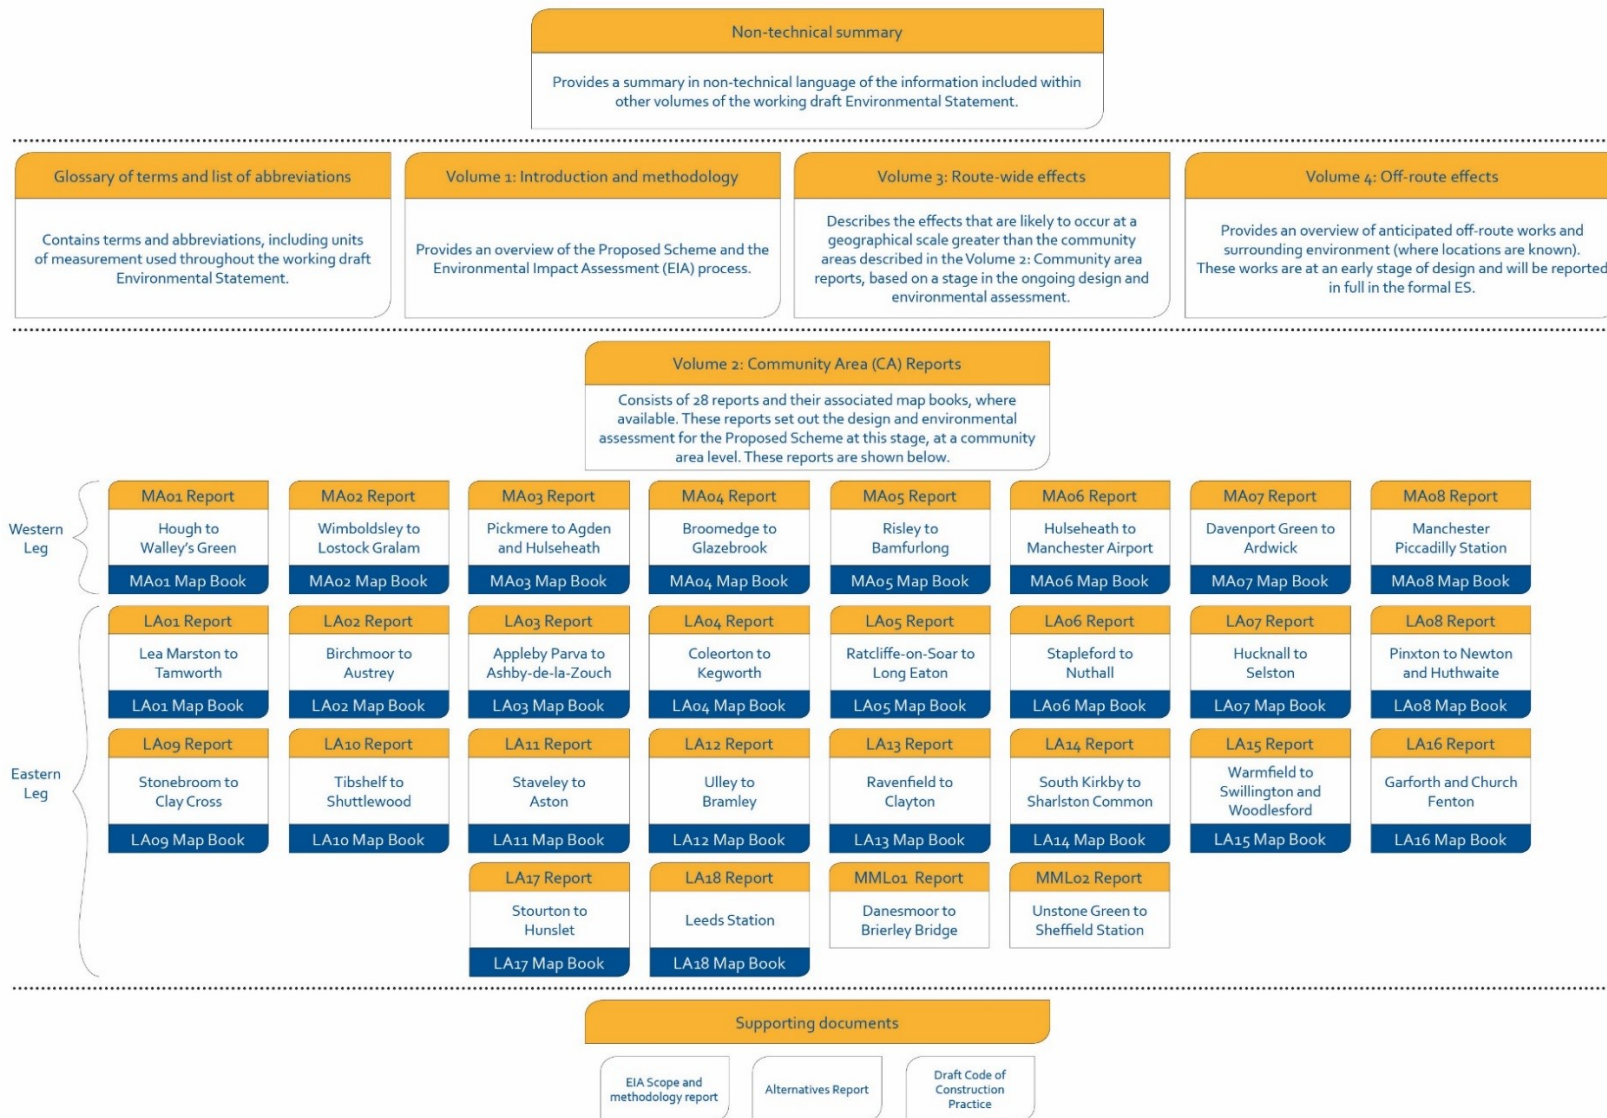 Non-technical summary
Provides a summary in non-technical language of the information included within
other volumes of the working draft Environmental Statement.
Glossary of terms and list of abbreviations
Contains terms and abbreviations, including units
of measurement used throughout the working draft
Environmental Statement.
Volume 1: Introduction and methodology
Provides an overview of the Proposed Scheme and the
Environmental Impact Assessment (EIA) process.
Volume 3: Route-wide effects
Describes the effects that are likely to occur at a
geographical scale greater than the community
areas described in the Volume 2: Community area
reports, based on a stage in the ongoing design and
environmental assessment.
Volume 4: Off-route effects
Provides an overview of anticipated off-route works and
surrounding environment (where locations are known).
These works are at an early stage of design and will be reported
in full in the formal ES.
Volume 2: Community Area (CA) Reports
Consists of 28 reports and their associated map books, where
available. These reports set out the design and environmental
assessment for the Proposed Scheme at this stage, at a community
area level. These reports are shown below.
Western
Leg
MA01 Report
Hough to
Walley's Green
MA01 Map Book
MA02 Report
Wimboldsley to
Lostock Gralam
MA02 Map Book
MA03 Report
Pickmere to Agden
and Hulseheath
MA03 Map Book
MA04 Report
Broomedge to
Glazebrook
MA04 Map Book
MA05 Report
Risley to
Bamfurlong
MA05 Map Book
MA06 Report
Hulseheath to
Manchester Airport
MA06 Map Book
MA07 Report
Davenport Green to
Ardwick
MA07 Map Book
MA08 Report
Manchester
Piccadilly Station
MA08 Map Book
Eastern
Leg
LA01 Report
Lea Marston to
Tamworth
LA01 Map Book
LA02 Report
Birchmoor to
Austrey
LA02 Map Book
LA03 Report
Appleby Parva to
Ashby-de-la-Zouch
LA03 Map Book
LA04 Report
Coleorton to
Kegworth
LA04 Map Book
LA05 Report
Ratcliffe-on-Soar to
Long Eaton
LA05 Map Book
LA06 Report
Stapleford to
Nuthall
LA06 Map Book
LA07 Report
Hucknall to
Selston
LA07 Map Book
LA08 Report
Pinxton to Newton
and Huthwaite
LA08 Map Book
LA09 Report
Stonebroom to
Clay Cross
LA09 Map Book
LA10 Report
Tibshelf to
Shuttlewood
LA10 Map Book
LA11 Report
Staveley to
Aston
LA11 Map Book
LA12 Report
Ulley to
Bramley
LA12 Map Book
LA13 Report
Ravenfield to
Clayton
LA13 Map Book
LA14 Report
South Kirkby to
Sharlston Common
LA14 Map Book
LA15 Report
Warmfield to
Swillington and
Woodlesford
LA15 Map Book
LA16 Report
Garforth and Church
Fenton
LA16 Map Book
LA17 Report
Stourton to
Hunslet
LA17 Map Book
LA18 Report
Leeds Station
LA18 Map Book
MML01 Report
Danesmoor to
Brierley Bridge
MML02 Report
Unstone Green to
Sheffield Station
Supporting documents
EIA Scope and
methodology report
Alternatives Report
Draft Code of
Construction
Practice